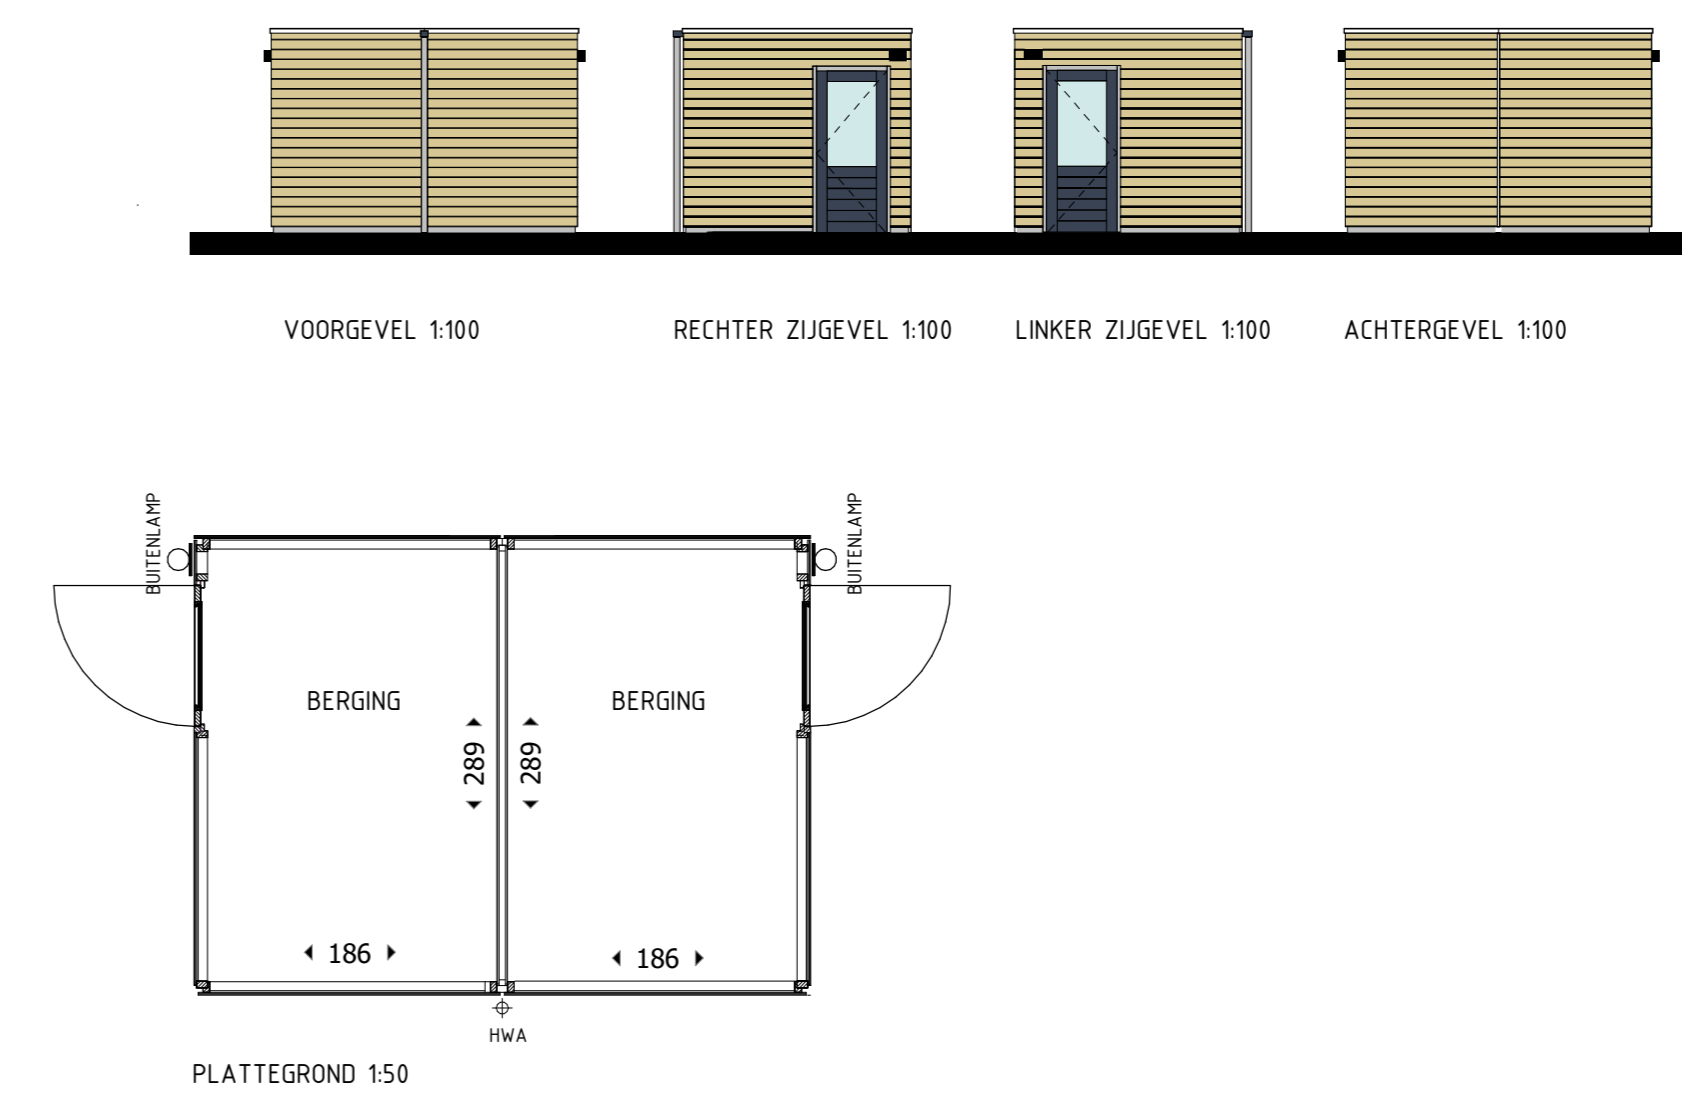 VOORGEVEL 1:100
RECHTER ZIJGEVEL 1:100
LINKER ZIJGEVEL 1:100
ACHTERGEVEL 1:100
BUITENLAMP
BUITENLAMP
BERGING
BERGING
289
289
186
186
HWA
PLATTEGROND 1:50